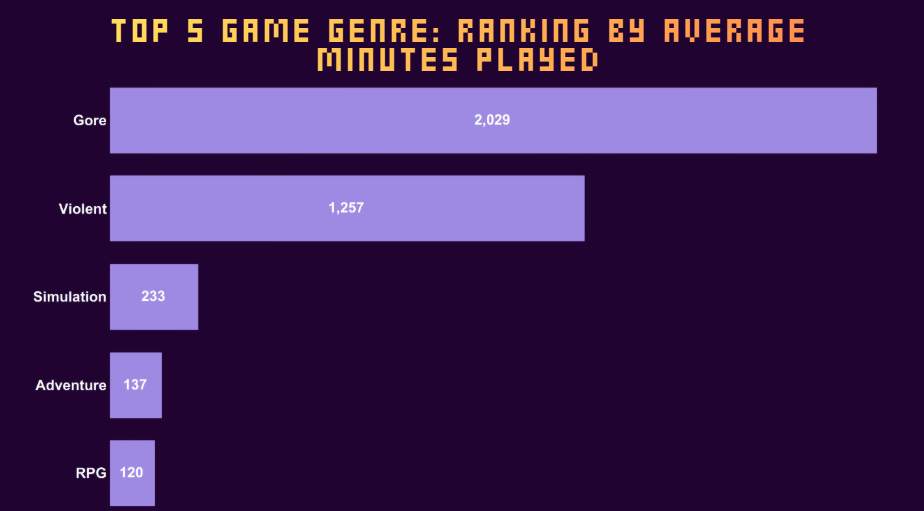 TOP 5 GAME GENRE: RANKING BY AVERAGE
MINUTES PLAYED
Gore 2,029
Violent 1,257
Simulation 233
Adventure 137
RPG 120